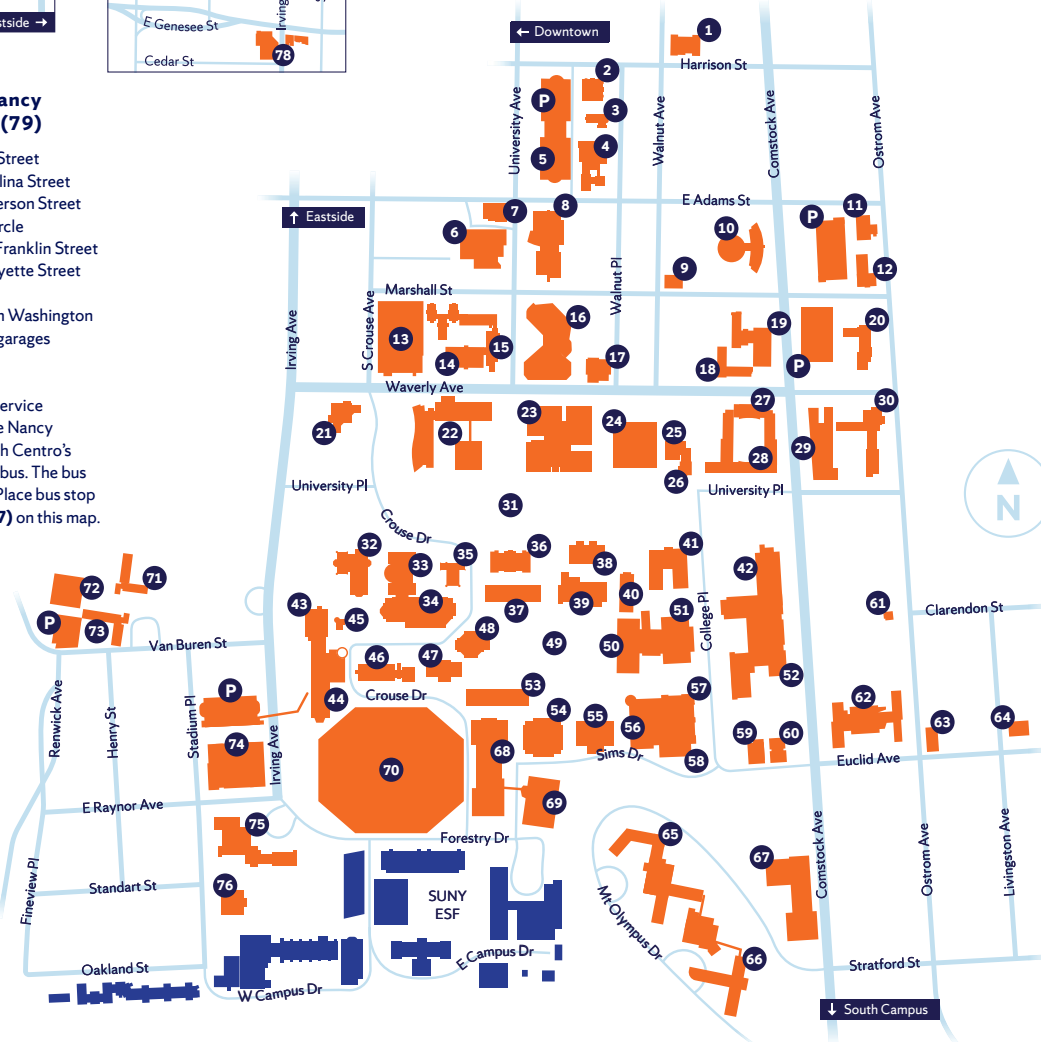 stside →
E Genesee St
Irving
78
Cedar St
← Downtown
1
Harrison St
ancy
(79)
Street
lina Street
erson Street
rcle
Franklin Street
yette Street
n Washington
garages
ervice
e Nancy
h Centro's
bus. The bus
Place bus stop
7) on this map.
2
P
3
4
5
University Ave
Walnut Ave
Comstock Ave
Ostrom Ave
↑ Eastside
E Adams St
6
7
8
9
10
P
11
12
Walnut Pl
Marshall St
Irving Ave
S Crouse Ave
13
14
15
16
17
18
19
P
20
Waverly Ave
21
22
23
24
25
26
27
28
29
30
University Pl
University Pl
31
N
Crouse Dr
32
33
34
35
36
37
38
39
40
41
42
College Pl
43
44
45
46
47
48
49
50
51
52
72
71
P
73
Van Buren St
61
Clarendon St
Crouse Dr
53
54
55
56
57
58
59
60
62
63
64
Sims Dr
Euclid Ave
Renwick Ave
Henry St
Stadium Pl
P
74
Irving Ave
70
68
69
E Raynor Ave
75
Forestry Dr
65
67
Comstock Ave
Ostrom Ave
Livingston Ave
Fineview Pl
Standart St
76
SUNY
ESF
Mt Olympus Dr
66
E Campus Dr
Oakland St
W Campus Dr
Stratford St
↓ South Campus